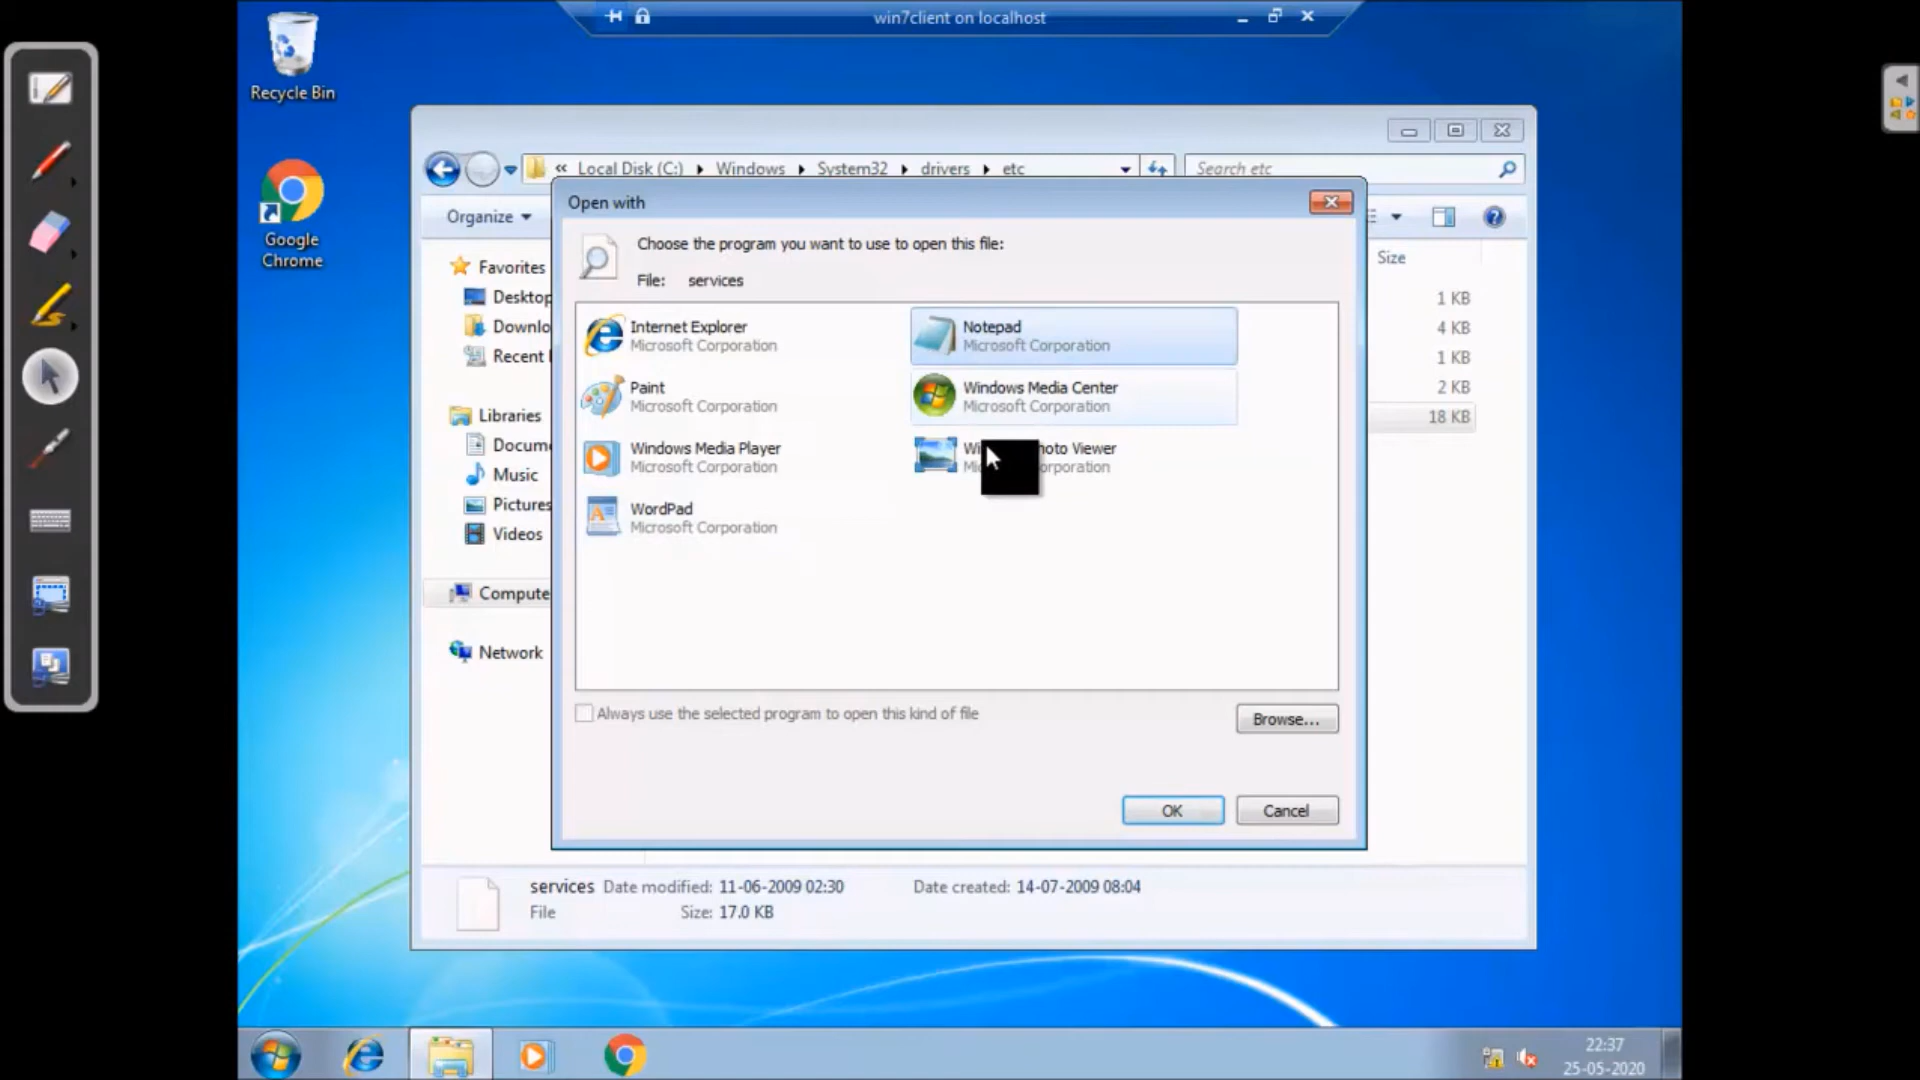 win7client on localhost
Recycle Bin
Google
Chrome
« Local Disk (C:) Windows System32 drivers etc
Search etc
Organize
Open with
Choose the program you want to use to open this file:
File: services
Size
Favorites
Desktop
Downlo
Recent
Libraries
Docum
Music
Pictures
Videos
Compute
Network
Internet Explorer
Microsoft Corporation
Notepad
Microsoft Corporation
Paint
Microsoft Corporation
Windows Media Center
Microsoft Corporation
Windows Media Player
Microsoft Corporation
Viewer
WordPad
Microsoft Corporation
1 KB
4 KB
1 KB
2 KB
18 KB
Always use the selected program to open this kind of file
Browse...
OK
Cancel
services Date modified: 11-06-2009 02:30 Date created: 14-07-2009 08:04
File Size: 17.0 KB
22:37
25-05-2020